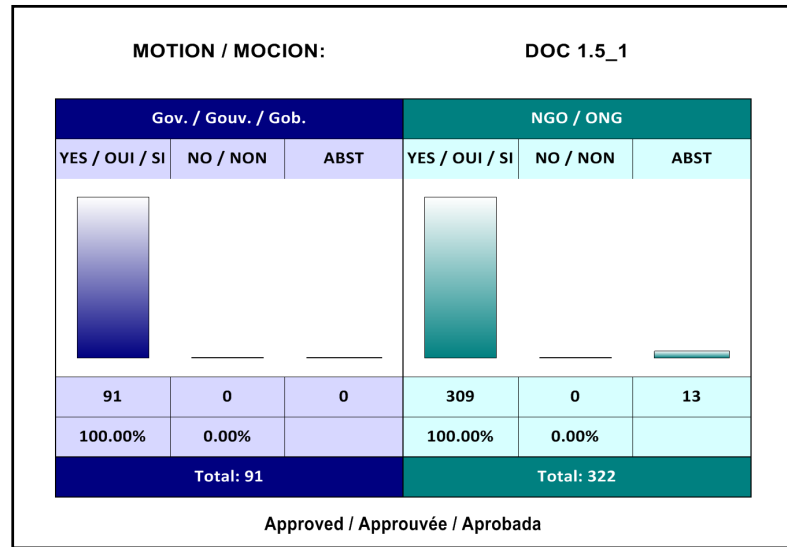 MOTION / MOCION: DOC 1.5_1
Gov. / Gouv. / Gob. NGO / ONG
YES / OUI / SI NO / NON ABST YES / OUI / SI NO / NON ABST
91 0 0 309 0 13
100.00% 0.00% 100.00% 0.00%
Total: 91 Total: 322
Approved / Approuvée / Aprobada